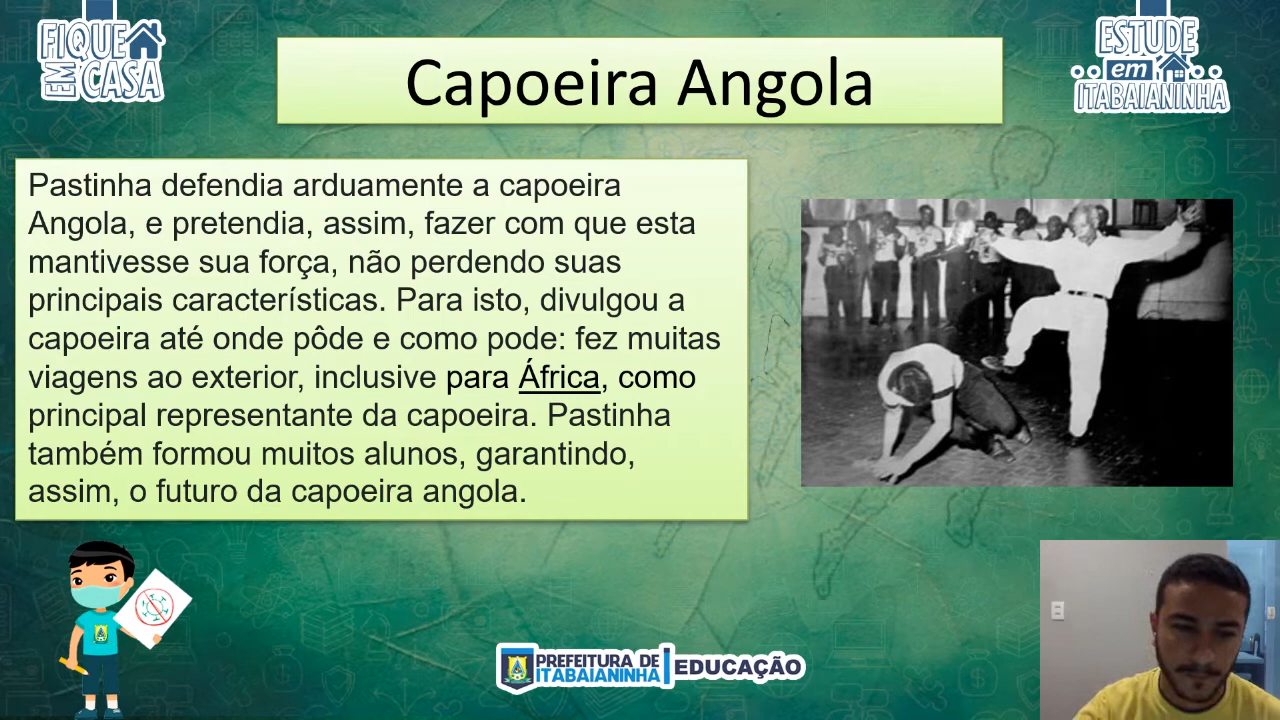 FIQUE
EM CASA
ESTUDE
em
ITABAIANINHA
Capoeira Angola
Pastinha defendia arduamente a capoeira
Angola, e pretendia, assim, fazer com que esta
mantivesse sua força, não perdendo suas
principais características. Para isto, divulgou a
capoeira até onde pôde e como pode: fez muitas
viagens ao exterior, inclusive para África, como
principal representante da capoeira. Pastinha
também formou muitos alunos, garantindo,
assim, o futuro da capoeira angola.
PREFEITURA DE
ITABAIANINHA
EDUCAÇÃO